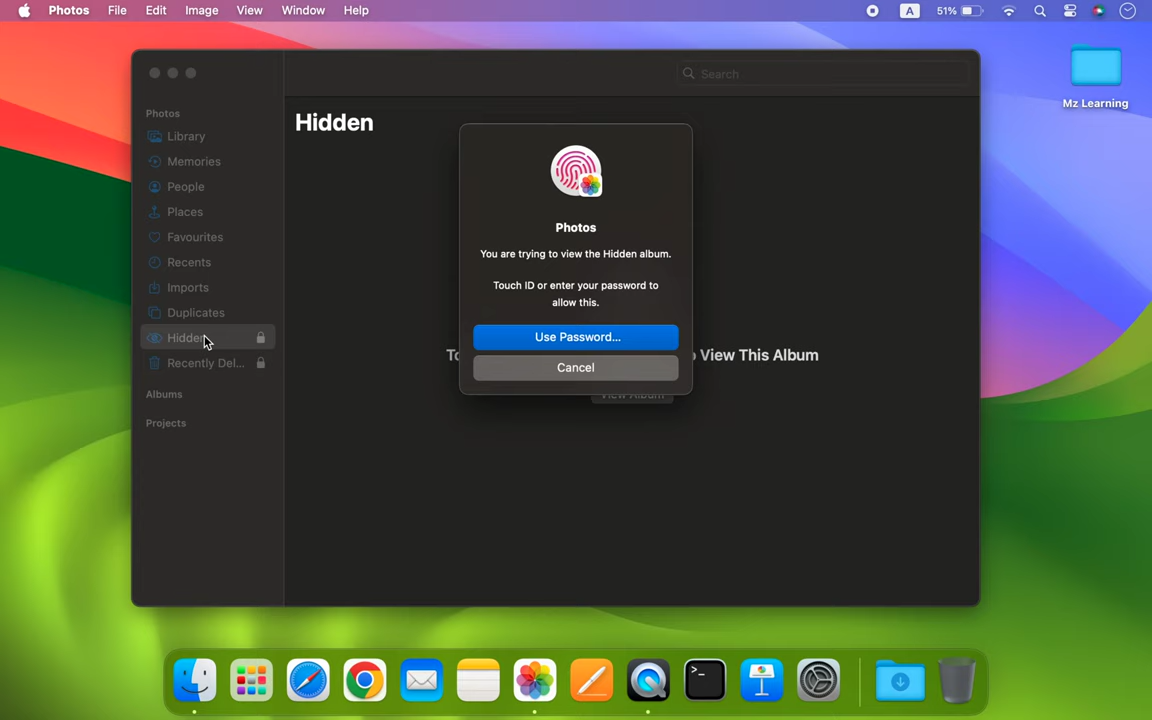 Photos File Edit Image View Window Help A 51%
Search
Mz Learning
Photos
Library
Memories
People
Places
Favourites
Recents
Imports
Duplicates
Hidden
Recently Del...
Albums
Projects
Hidden
View This Album
View Album
Photos
You are trying to view the Hidden album.
Touch ID or enter your password to
allow this.
Use Password...
Cancel